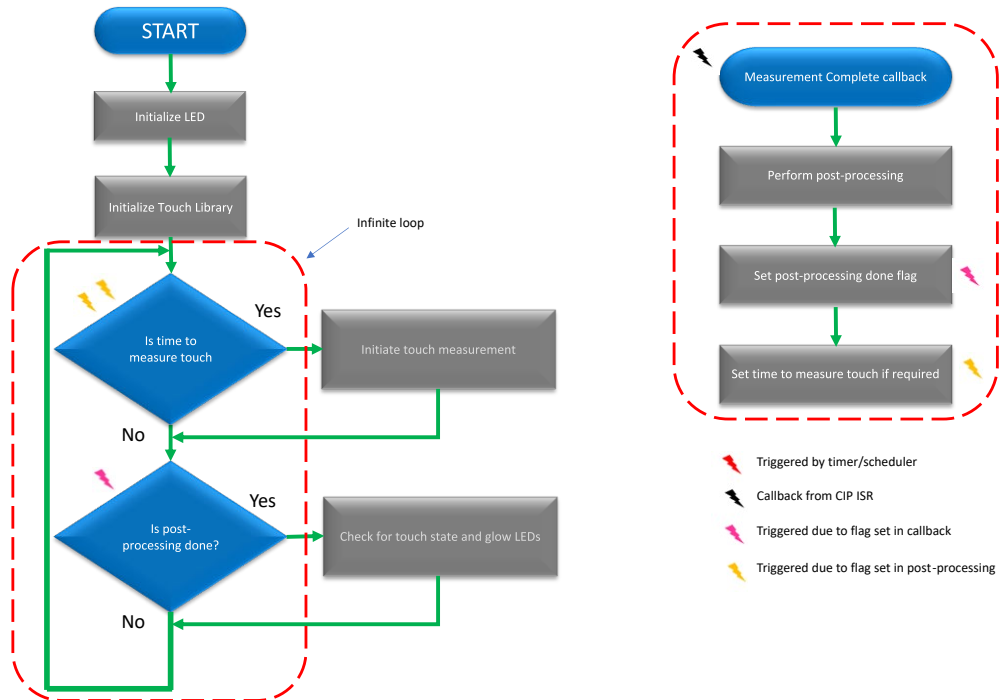 START
Initialize LED
Initialize Touch Library
Infinite loop
Is time to
measure touch
Yes
Initiate touch measurement
No
Is post-
processing done?
Yes
Check for touch state and glow LEDs
No
Measurement Complete callback
Perform post-processing
Set post-processing done flag
Set time to measure touch if required
Triggered by timer/scheduler
Callback from CIP ISR
Triggered due to flag set in callback
Triggered due to flag set in post-processing